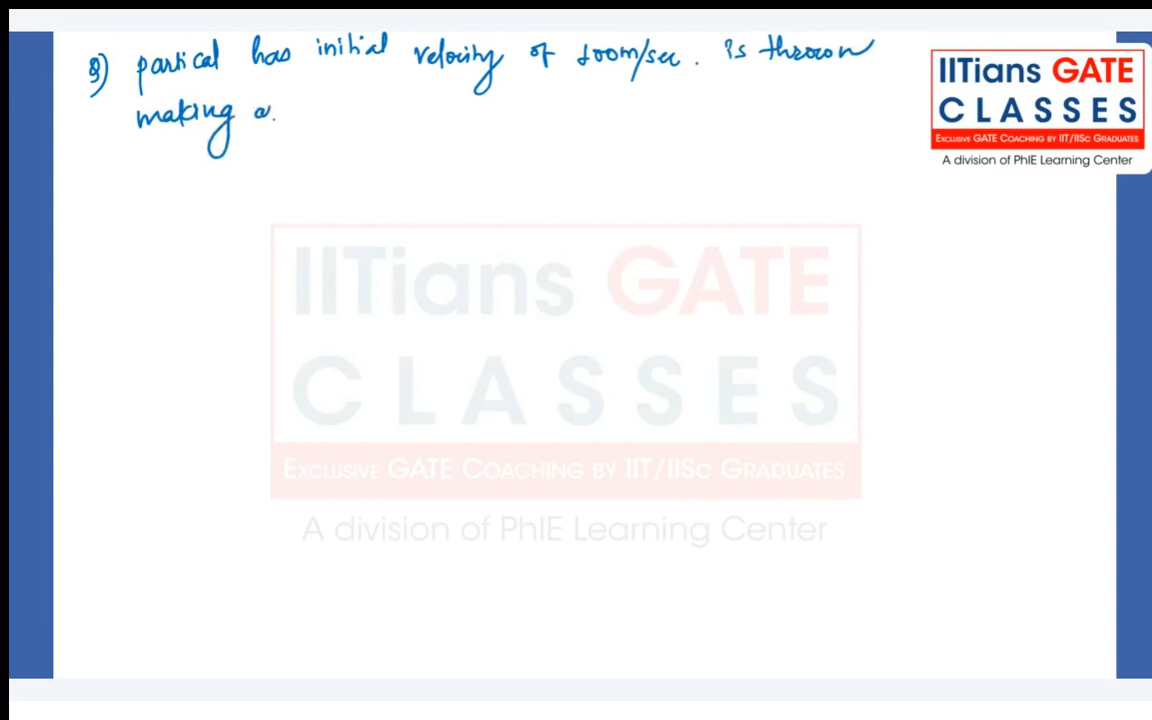 Q) partical has initial velocity of 100m/sec. is thrown
making a
IITians GATE
CLASSES
EXCLUSIVE GATE COACHING BY IIT/IISc GRADUATES
A division of PhIE Learning Center
IITians GATE
CLASSES
EXCLUSIVE GATE COACHING BY IIT/IISc GRADUATES
A division of PhIE Learning Center